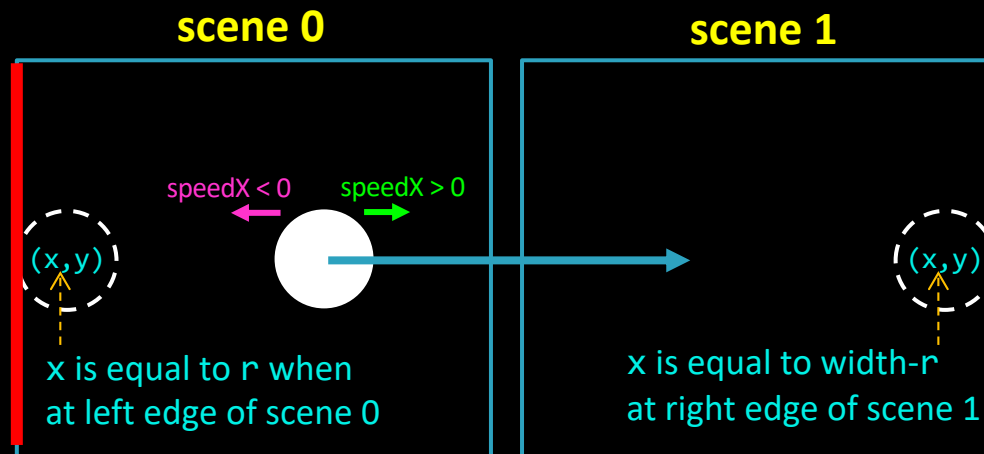 scene 0
scene 1
speedX < 0
speedX > 0
(x,y)
(x,y)
x is equal to r when
at left edge of scene 0
x is equal to width-r
at right edge of scene 1